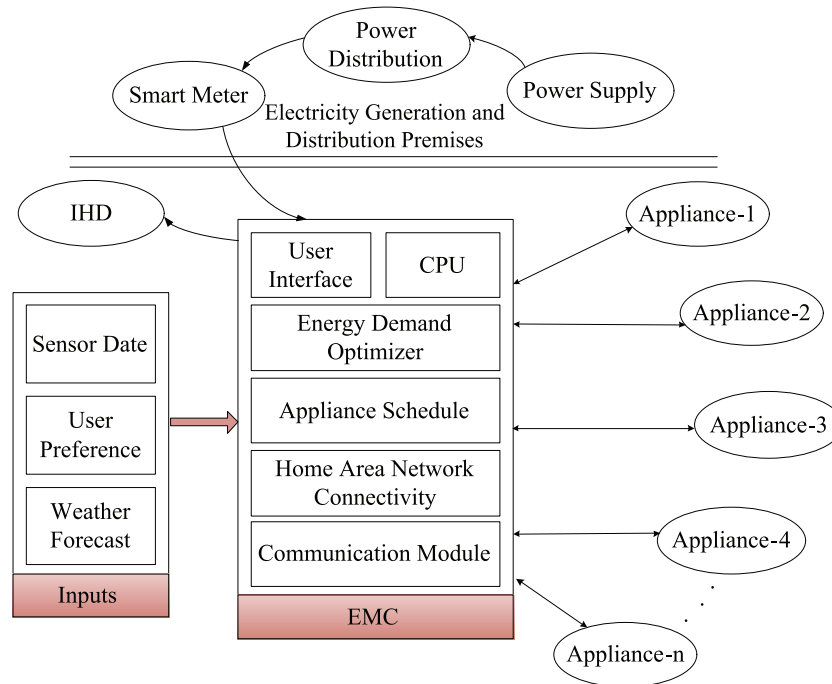 Power
Distribution
Smart Meter
Power Supply
Electricity Generation and
Distribution Premises
IHD
User
Interface
CPU
Energy Demand
Optimizer
Appliance Schedule
Home Area Network
Connectivity
Communication Module
EMC
Sensor Date
User
Preference
Weather
Forecast
Inputs
Appliance-1
Appliance-2
Appliance-3
Appliance-4
Appliance-n